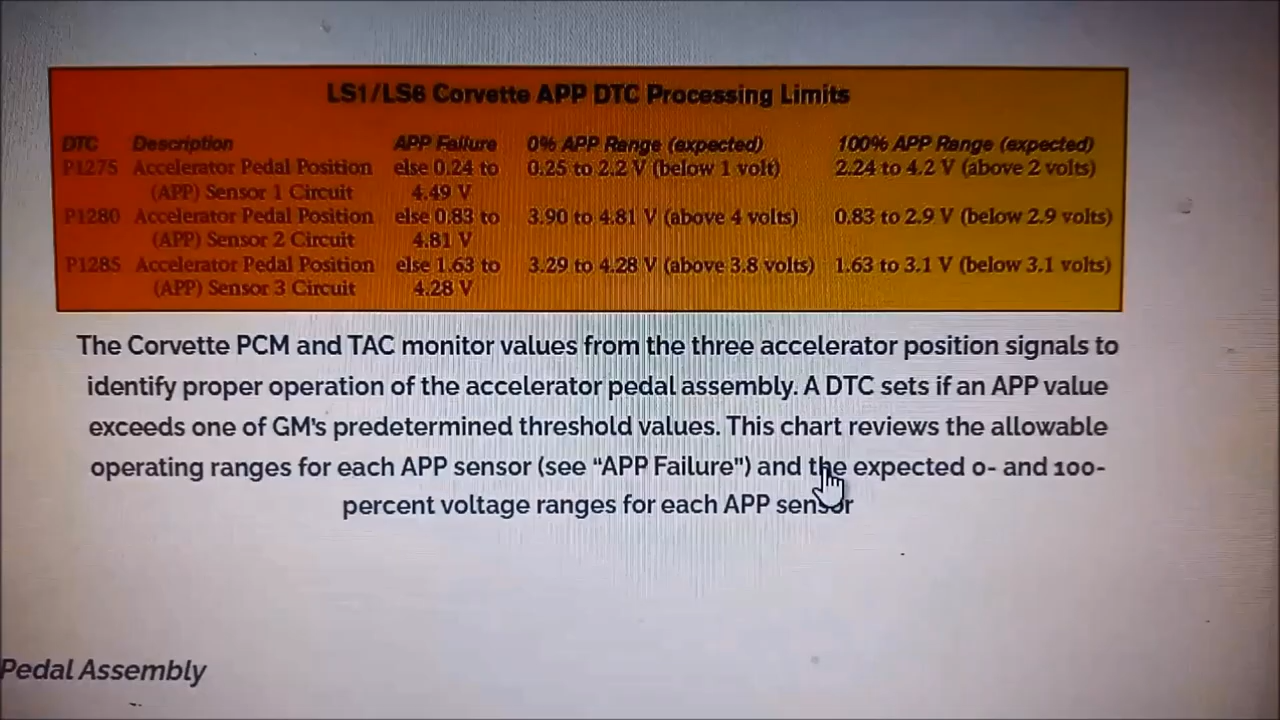 LS1/LS6 Corvette APP DTC Processing Limits
DTC Description APP Failure 0% APP Range (expected) 100% APP Range (expected)
P1275 Accelerator Pedal Position else 0.24 to 0.25 to 2.2 V (below 1 volt) 2.24 to 4.2 V (above 2 volts)
(APP) Sensor 1 Circuit 4.49 V
P1280 Accelerator Pedal Position else 0.83 to 3.90 to 4.81 V (above 4 volts) 0.83 to 2.9 V (below 2.9 volts)
(APP) Sensor 2 Circuit 4.81 V
P1285 Accelerator Pedal Position else 1.63 to 3.29 to 4.28 V (above 3.8 volts) 1.63 to 3.1 V (below 3.1 volts)
(APP) Sensor 3 Circuit 4.28 V
The Corvette PCM and TAC monitor values from the three accelerator position signals to
identify proper operation of the accelerator pedal assembly. A DTC sets if an APP value
exceeds one of GM's predetermined threshold values. This chart reviews the allowable
operating ranges for each APP sensor (see “APP Failure") and the expected 0- and 100-
percent voltage ranges for each APP sensor
Pedal Assembly